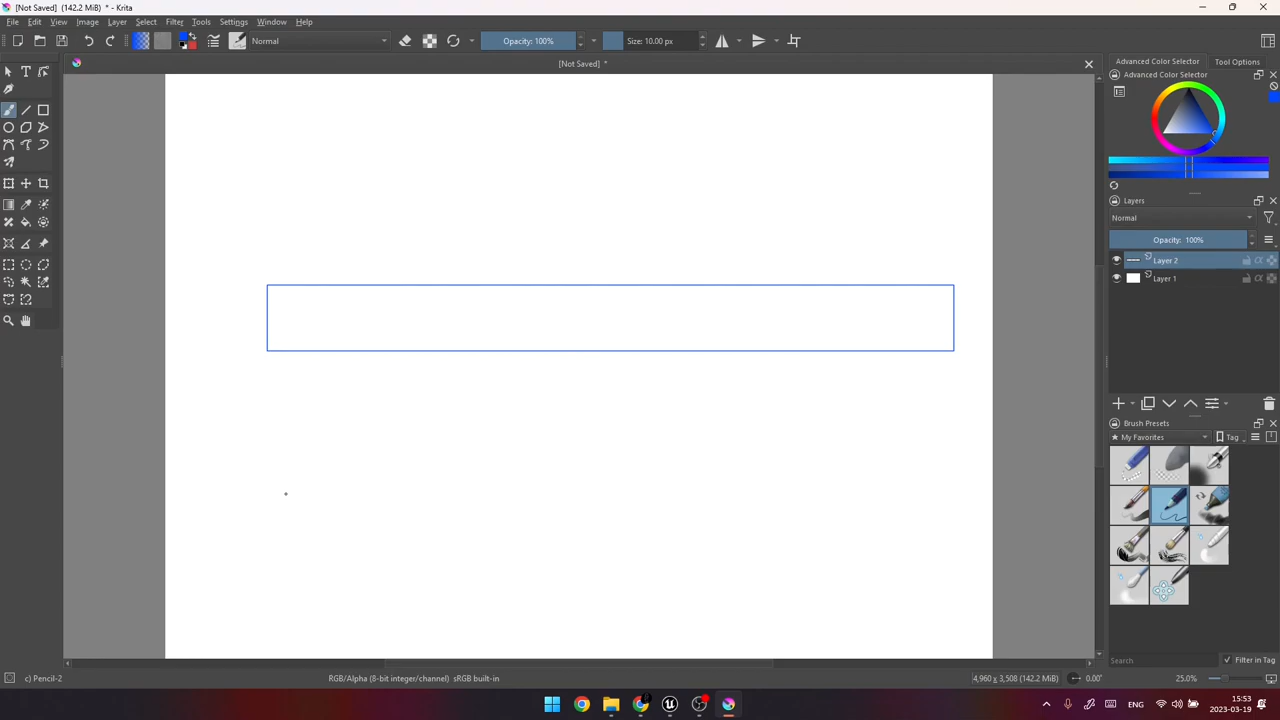 [Not Saved] (142.2 MiB) * - Krita
File Edit View Image Layer Select Filter Tools Settings Window Help
Normal Opacity: 100% Size: 10.00 px
[Not Saved] *
Advanced Color Selector Tool Options
Advanced Color Selector
Layers
Normal
Opacity: 100%
Layer 2
Layer 1
Brush Presets
My Favorites Tag
Search Filter in Tag
c) Pencil-2 RGB/Alpha (8-bit integer/channel) sRGB built-in 4,960 x 3,508 (142.2 MiB) 0.00° 25.0%
ENG 15:53
2023-03-19